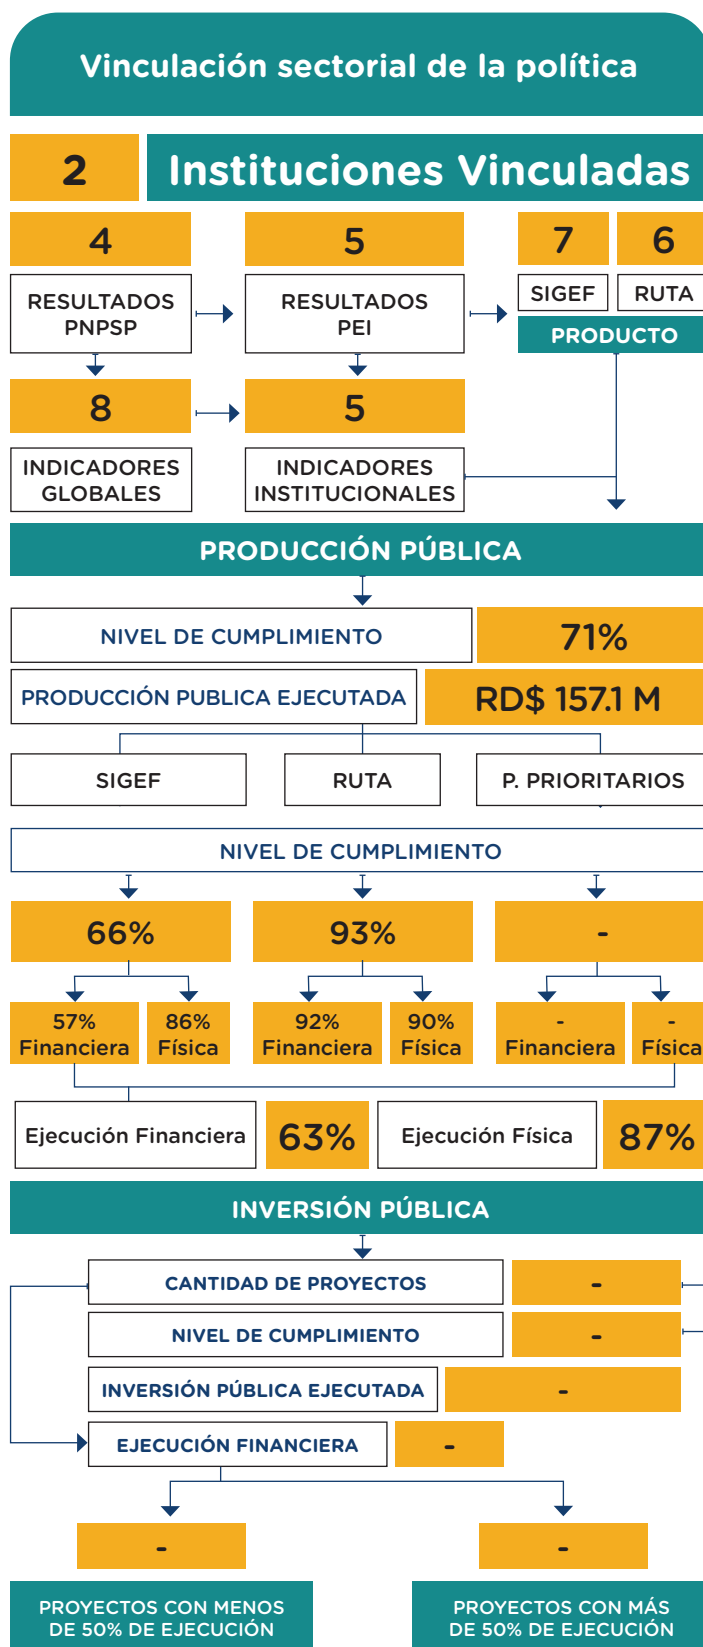 Vinculación sectorial de la política
2
Instituciones Vinculadas
4
5
7
6
RESULTADOS
PNPSP
RESULTADOS
PEI
SIGEF
RUTA
PRODUCTO
8
5
INDICADORES
GLOBALES
INDICADORES
INSTITUCIONALES
PRODUCCIÓN PÚBLICA
NIVEL DE CUMPLIMIENTO
71%
PRODUCCIÓN PUBLICA EJECUTADA
RD$ 157.1 M
SIGEF
RUTA
P. PRIORITARIOS
NIVEL DE CUMPLIMIENTO
66%
93%
-
57%
Financiera
86%
Física
92%
Financiera
90%
Física
-
Financiera
-
Física
Ejecución Financiera
63%
Ejecución Física
87%
INVERSIÓN PÚBLICA
CANTIDAD DE PROYECTOS
-
NIVEL DE CUMPLIMIENTO
-
INVERSIÓN PÚBLICA EJECUTADA
-
EJECUCIÓN FINANCIERA
-
-
-
PROYECTOS CON MENOS
DE 50% DE EJECUCIÓN
PROYECTOS CON MÁS
DE 50% DE EJECUCIÓN